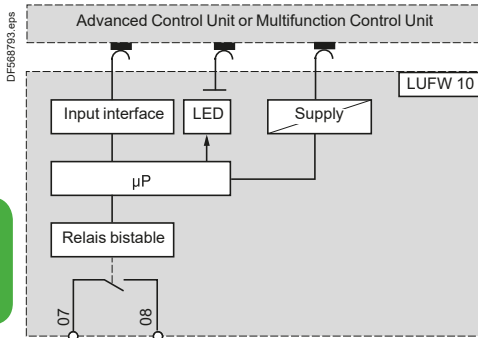 DF568793.eps
Advanced Control Unit or Multifunction Control Unit
LUFW 10
Input interface
LED
Supply
µP
Relais bistable
07
08